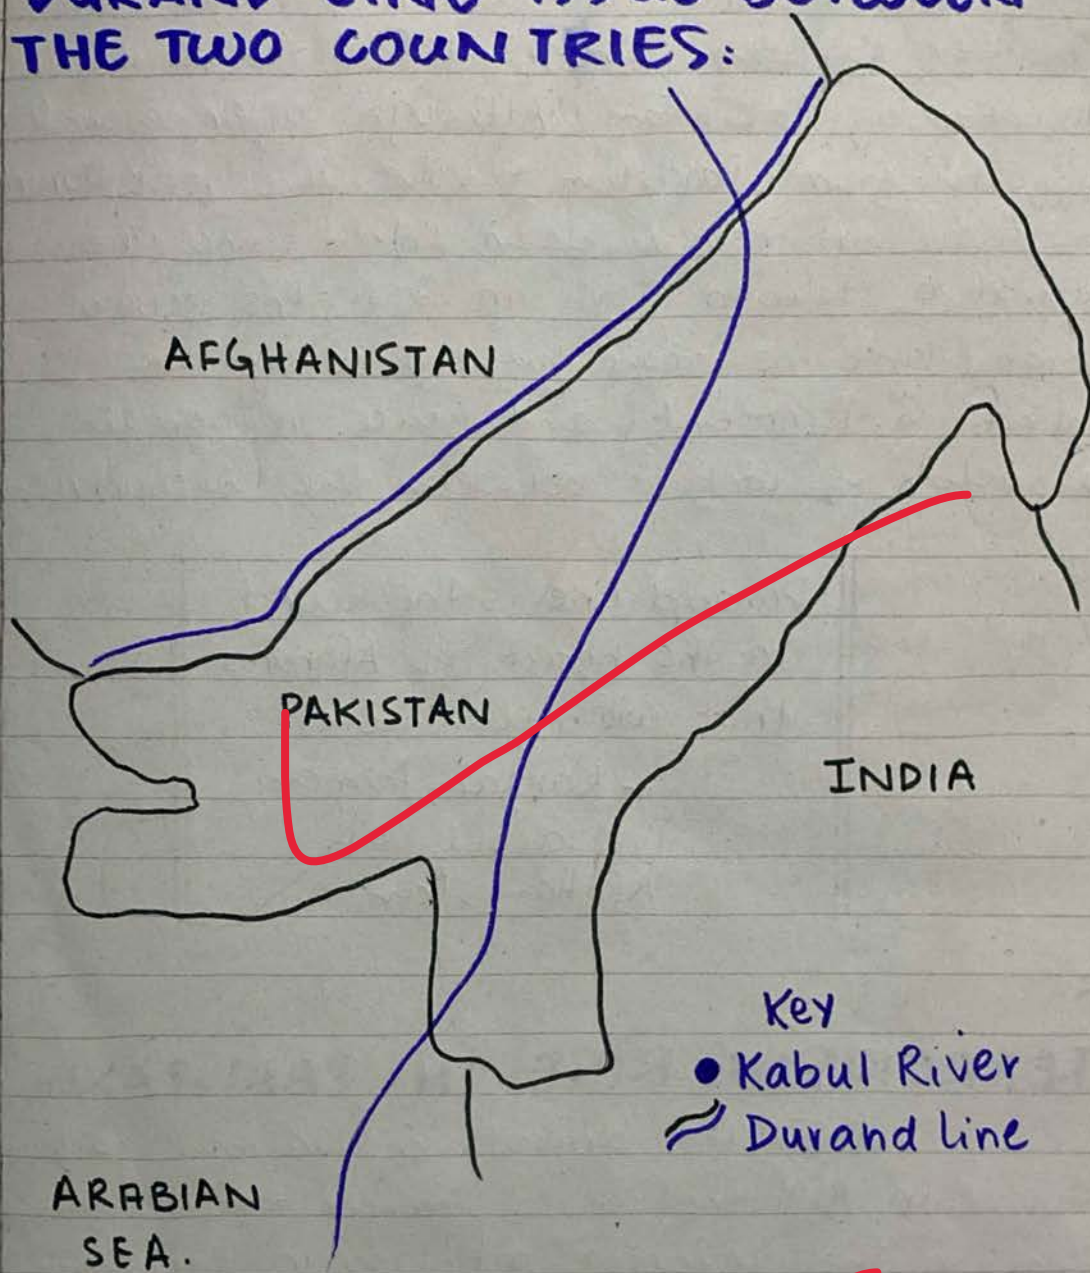 THE TWO COUNTRIES:
AFGHANISTAN
PAKISTAN
INDIA
Key
Kabul River
Durand line
ARABIAN
SEA.